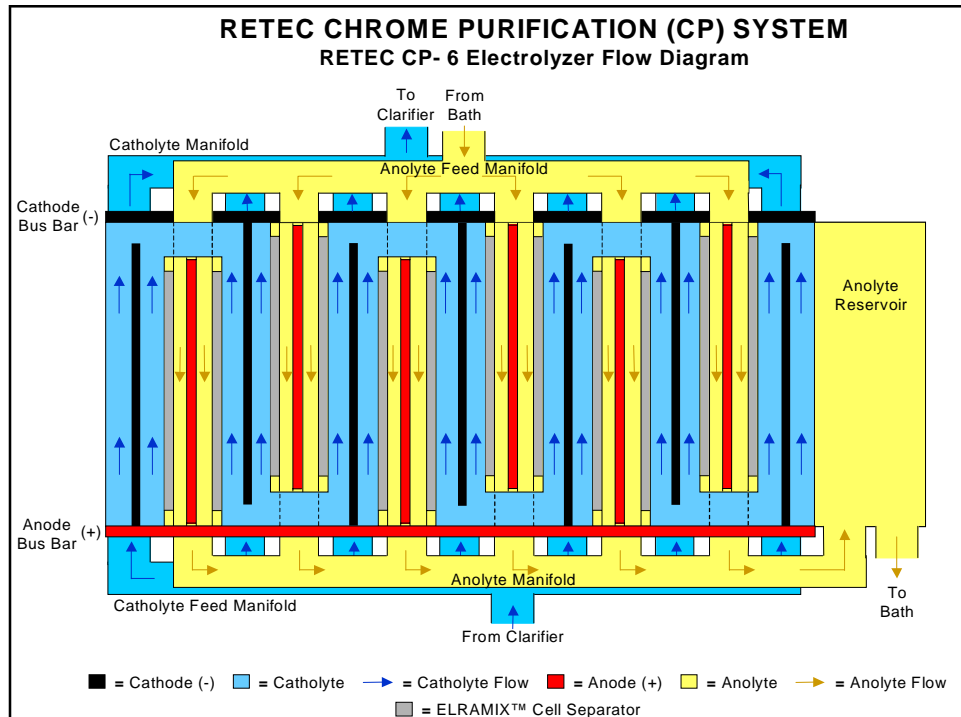 RETEC CHROME PURIFICATION (CP) SYSTEM
RETEC CP- 6 Electrolyzer Flow Diagram
To
Clarifier
From
Bath
Catholyte Manifold
Anolyte Feed Manifold
Cathode (-)
Bus Bar
Anolyte
Reservoir
Anode (+)
Bus Bar
Anolyte Manifold
Catholyte Feed Manifold
To
Bath
From Clarifier
= Cathode (-) = Catholyte = Catholyte Flow = Anode (+) = Anolyte = Anolyte Flow
= ELRAMIX™ Cell Separator